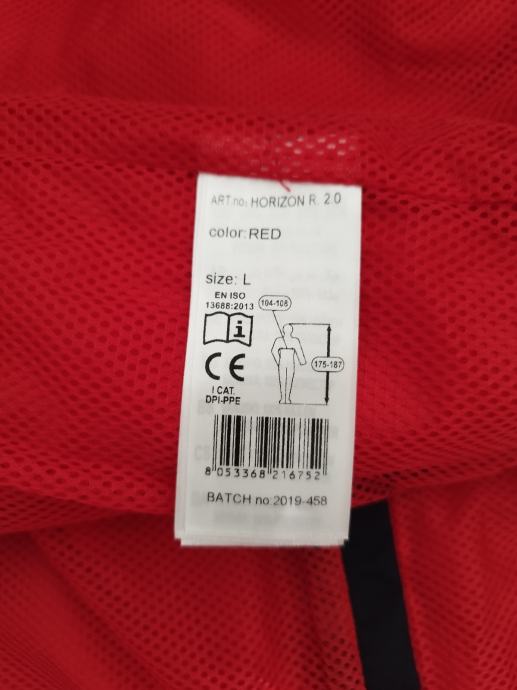 ART.no: HORIZON R. 2.0
color:RED
size: L
EN ISO
13688:2013
104-108
i
175-187
CE
I CAT.
DPI-PPE
8 053368 216752
BATCH no:2019-458